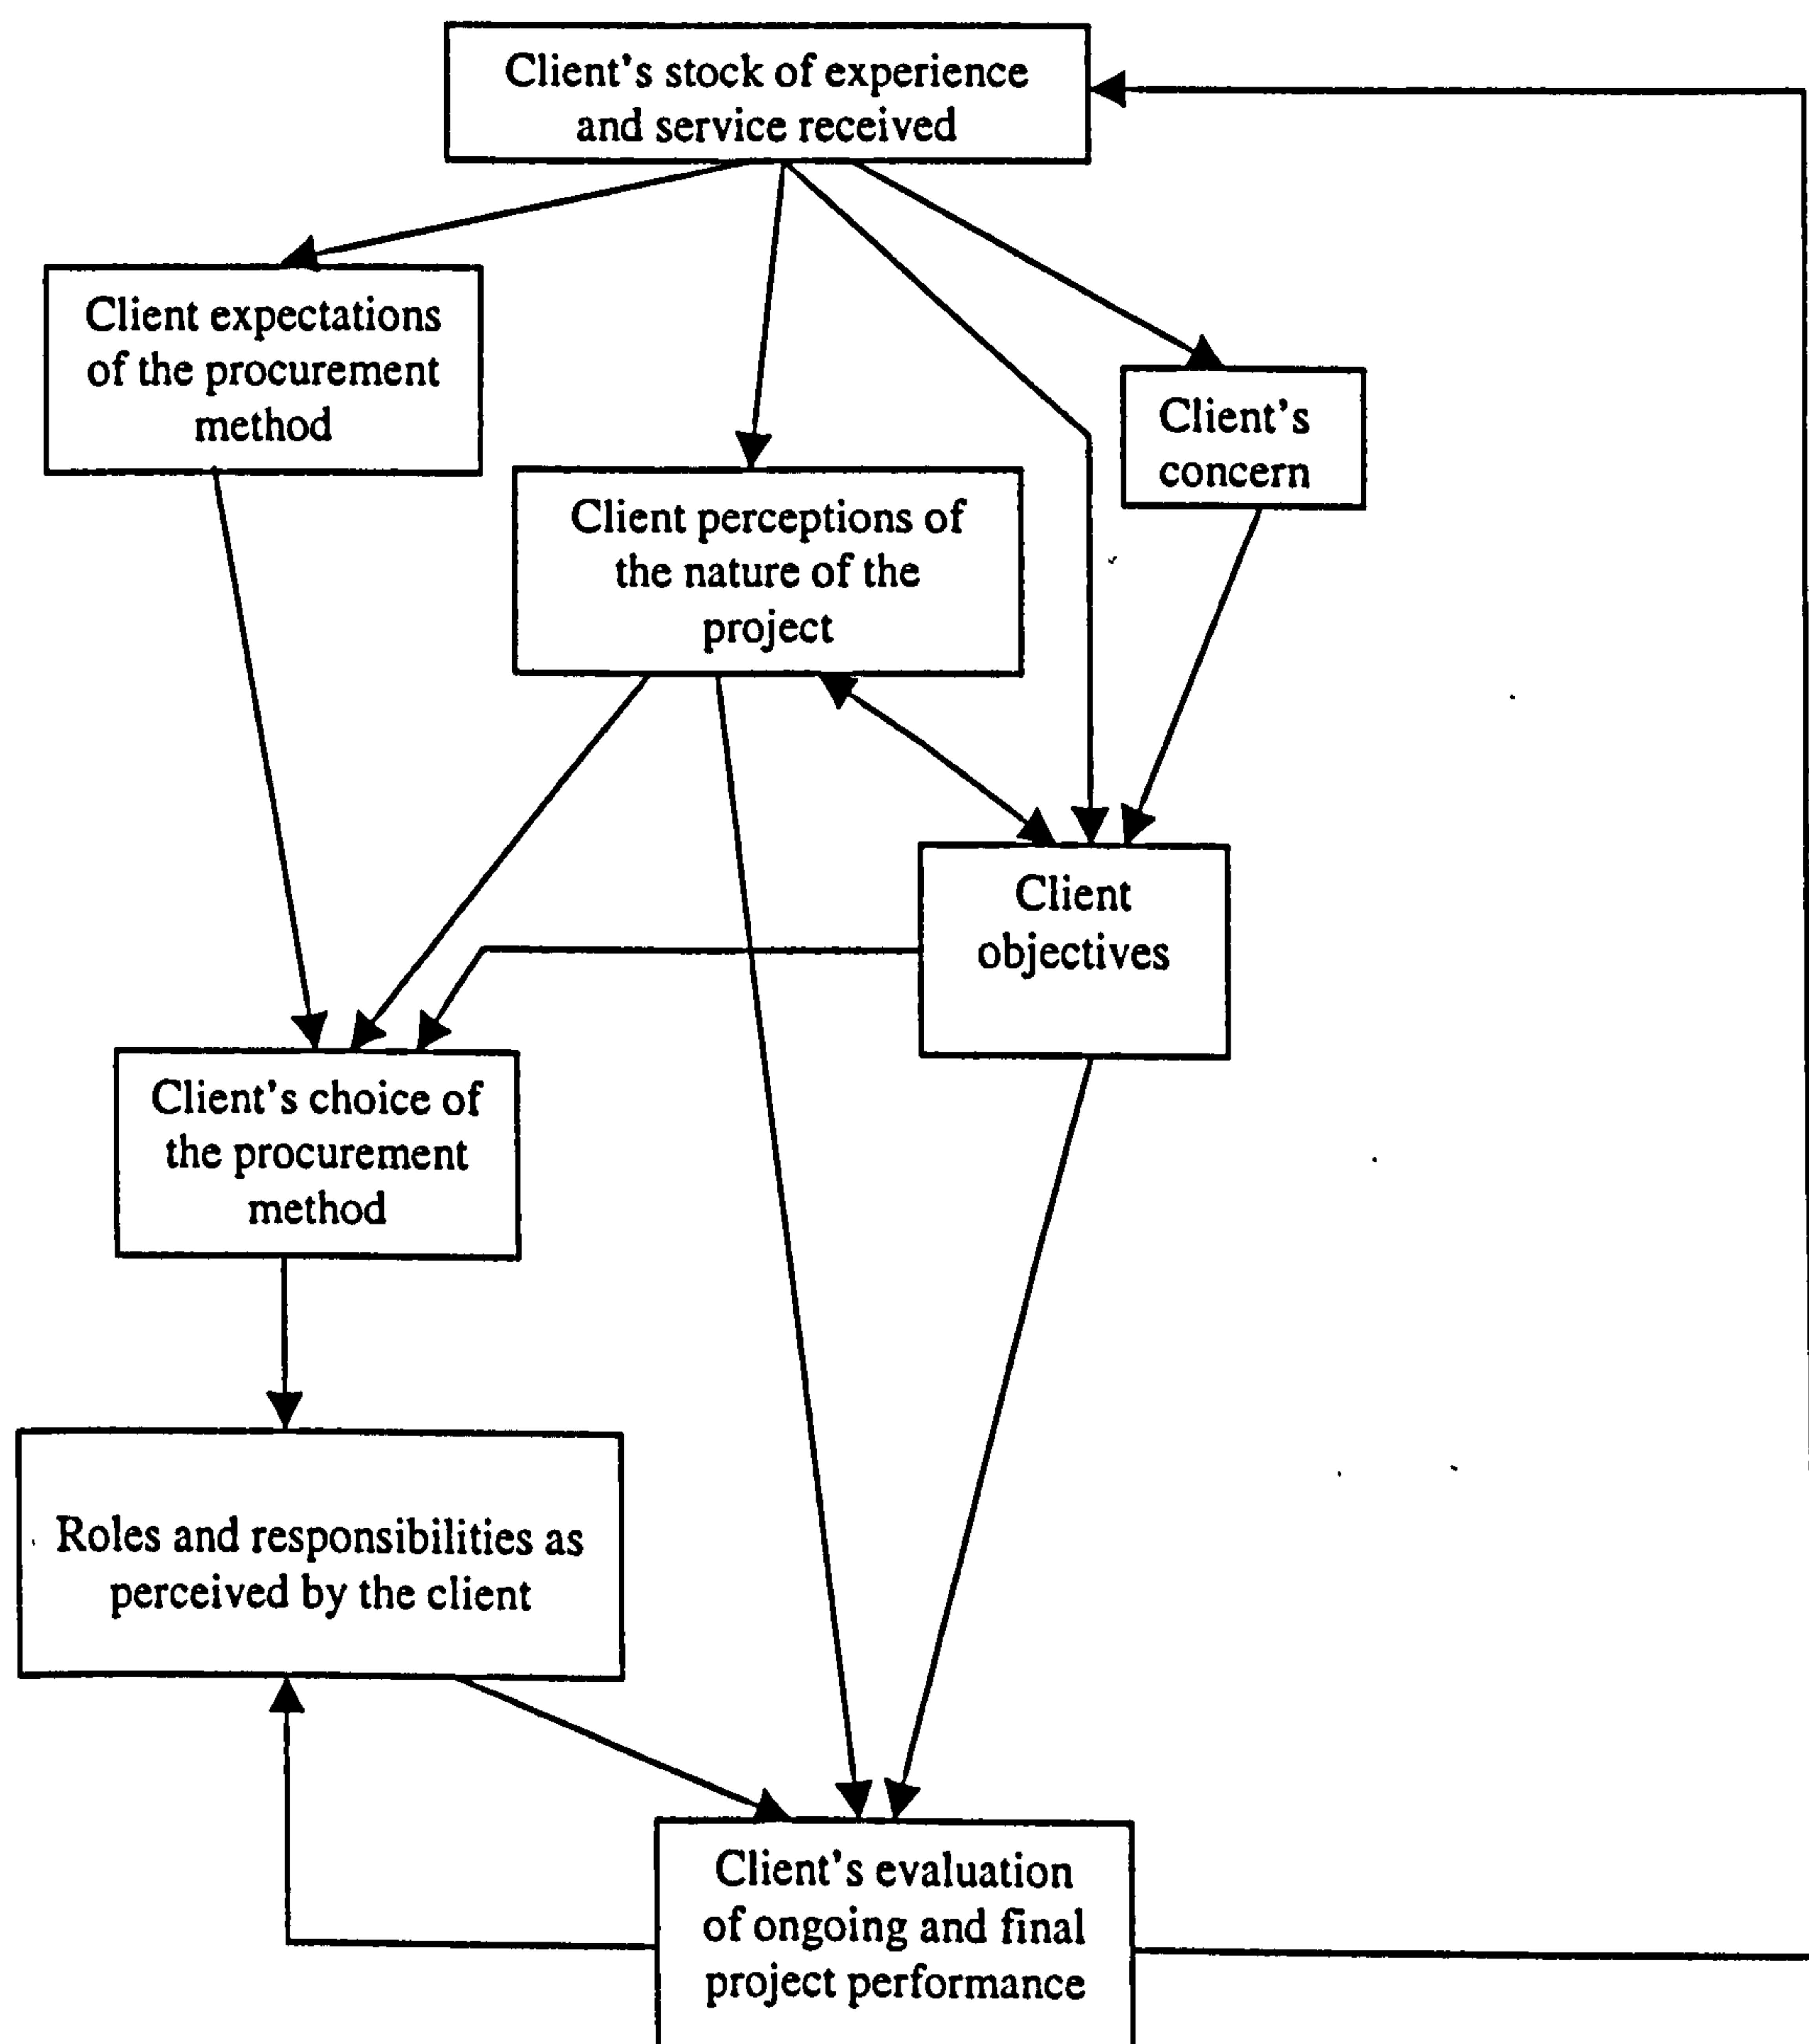 Client's stock of experience
and service received
Client expectations
of the procurement
method
Client's
concern
Client perceptions of
the nature of the
project
Client
objectives
Client's choice of
the procurement
method
Roles and responsibilities as
perceived by the client
Client's evaluation
of ongoing and final
project performance